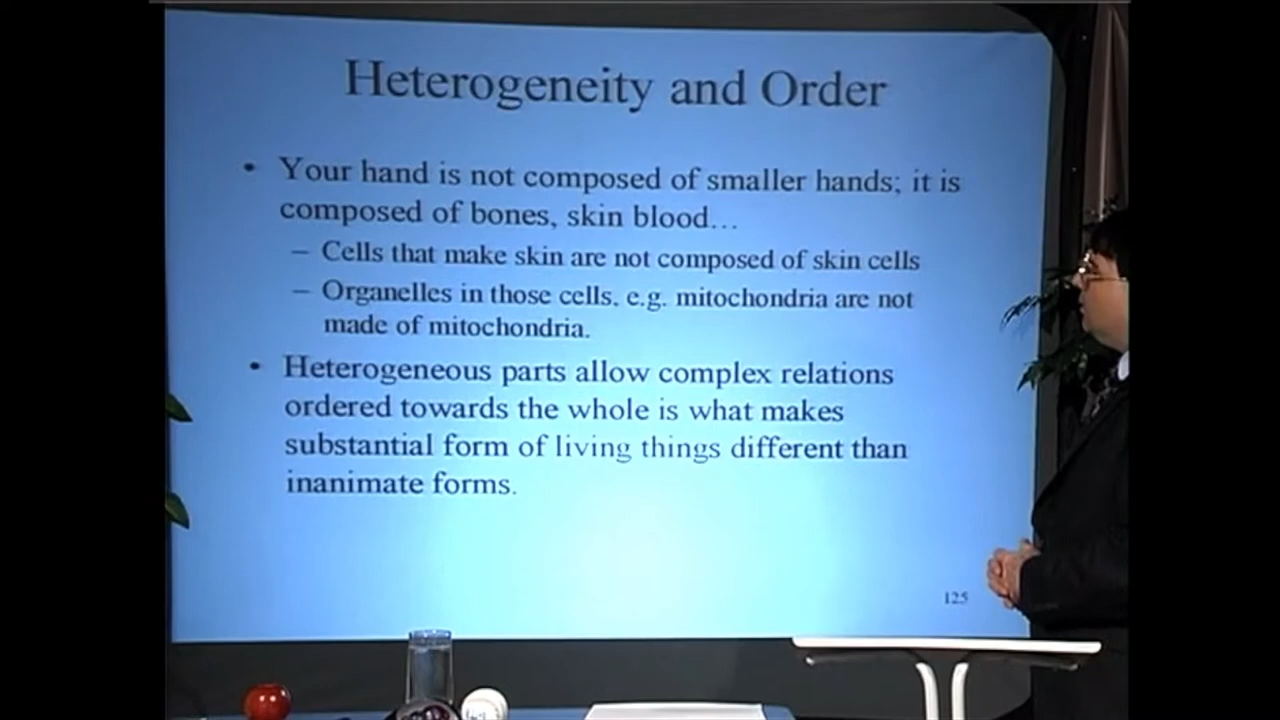 Heterogeneity and Order
• Your hand is not composed of smaller hands; it is
composed of bones, skin blood…
– Cells that make skin are not composed of skin cells
– Organelles in those cells, e.g. mitochondria are not
made of mitochondria.
• Heterogeneous parts allow complex relations
ordered towards the whole is what makes
substantial form of living things different than
inanimate forms.
125